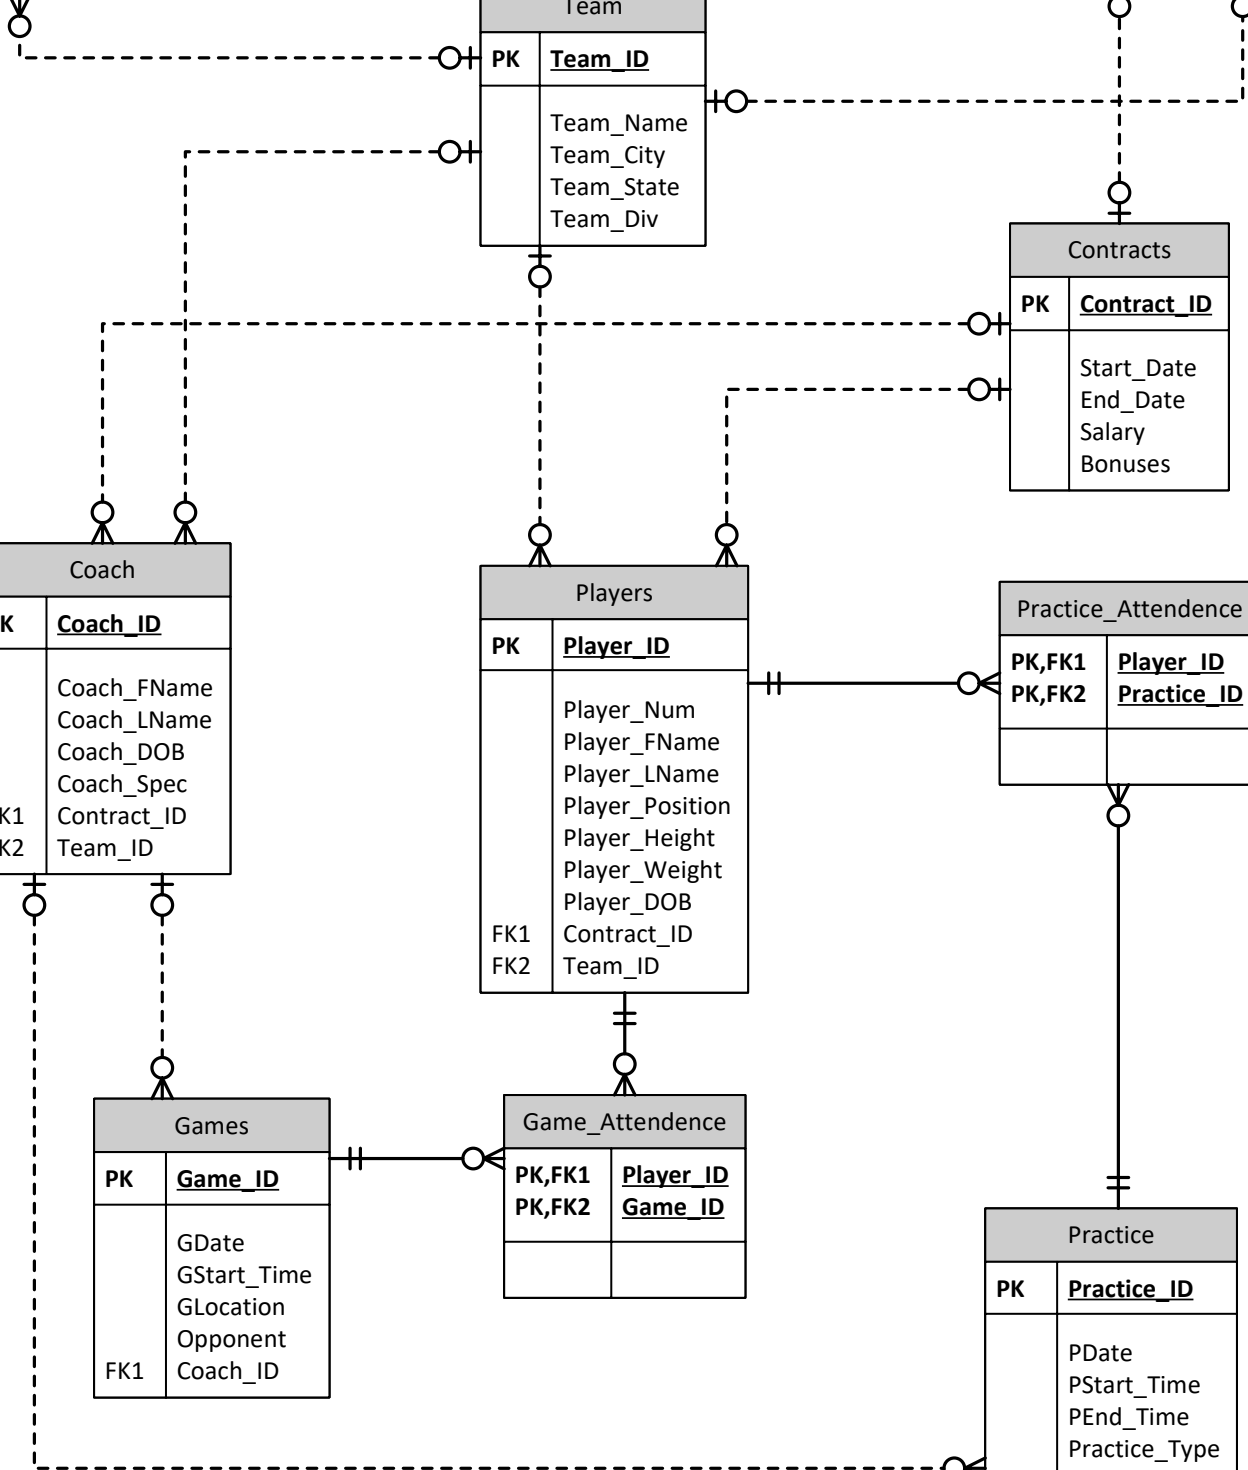 Team
PK Team_ID
Team_Name
Team_City
Team_State
Team_Div
Contracts
PK Contract_ID
Start_Date
End_Date
Salary
Bonuses
Coach
K Coach_ID
Coach_FName
Coach_LName
Coach_DOB
Coach_Spec
K1 Contract_ID
K2 Team_ID
Players
PK Player_ID
Player_Num
Player_FName
Player_LName
Player_Position
Player_Height
Player_Weight
Player_DOB
FK1 Contract_ID
FK2 Team_ID
Practice_Attendence
PK,FK1 Player_ID
PK,FK2 Practice_ID
Games
PK Game_ID
GDate
GStart_Time
GLocation
Opponent
FK1 Coach_ID
Game_Attendence
PK,FK1 Player_ID
PK,FK2 Game_ID
Practice
PK Practice_ID
PDate
PStart_Time
PEnd_Time
Practice_Type